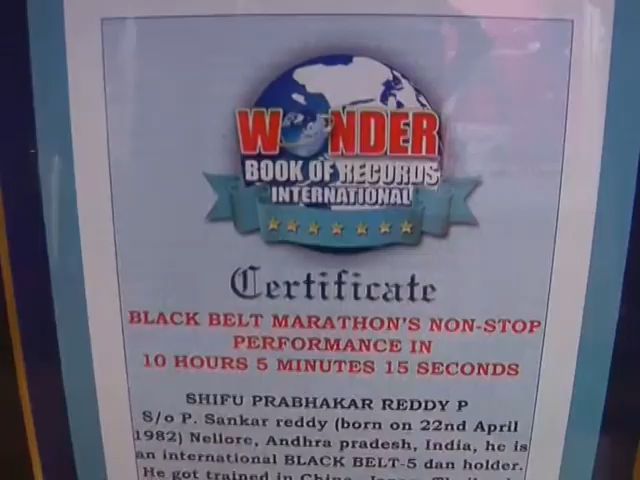 WONDER
BOOK OF RECORDS
INTERNATIONAL
Certificate
BLACK BELT MARATHON'S NON-STOP
PERFORMANCE IN
10 HOURS 5 MINUTES 15 SECONDS
SHIFU PRABHAKAR REDDY P
S/o P. Sankar reddy (born on 22nd April
1982) Nellore, Andhra pradesh, India, he is
an international BLACK BELT-5 dan holder.
He got trained in China,